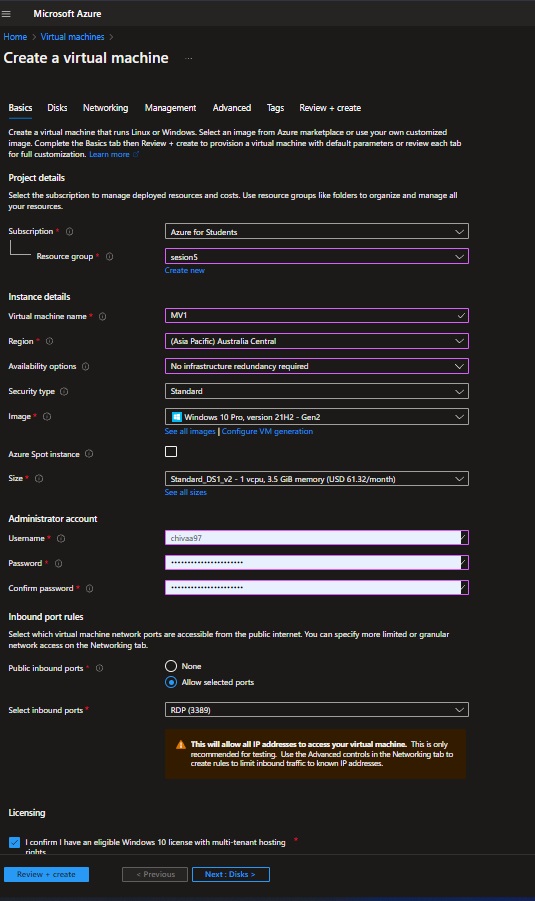 Microsoft Azure
Home > Virtual machines >
Create a virtual machine ...
Basics Disks Networking Management Advanced Tags Review + create
Create a virtual machine that runs Linux or Windows. Select an image from Azure marketplace or use your own customized
image. Complete the Basics tab then Review + create to provision a virtual machine with default parameters or review each tab
for full customization. Learn more
Project details
Select the subscription to manage deployed resources and costs. Use resource groups like folders to organize and manage all
your resources.
Subscription * Azure for Students
Resource group * sesion5
Create new
Instance details
Virtual machine name * MV1
Region * (Asia Pacific) Australia Central
Availability options No infrastructure redundancy required
Security type Standard
Image * Windows 10 Pro, version 21H2 - Gen2
See all images | Configure VM generation
Azure Spot instance
Size * Standard_DS1_v2 - 1 vcpu, 3.5 GiB memory (USD 61.32/month)
See all sizes
Administrator account
Username * chivaa97
Password *
Confirm password *
Inbound port rules
Select which virtual machine network ports are accessible from the public internet. You can specify more limited or granular
network access on the Networking tab.
Public inbound ports * None
Allow selected ports
Select inbound ports * RDP (3389)
This will allow all IP addresses to access your virtual machine. This is only
recommended for testing. Use the Advanced controls in the Networking tab to
create rules to limit inbound traffic to known IP addresses.
Licensing
I confirm I have an eligible Windows 10 license with multi-tenant hosting *
rights.
Review + create < Previous Next : Disks >